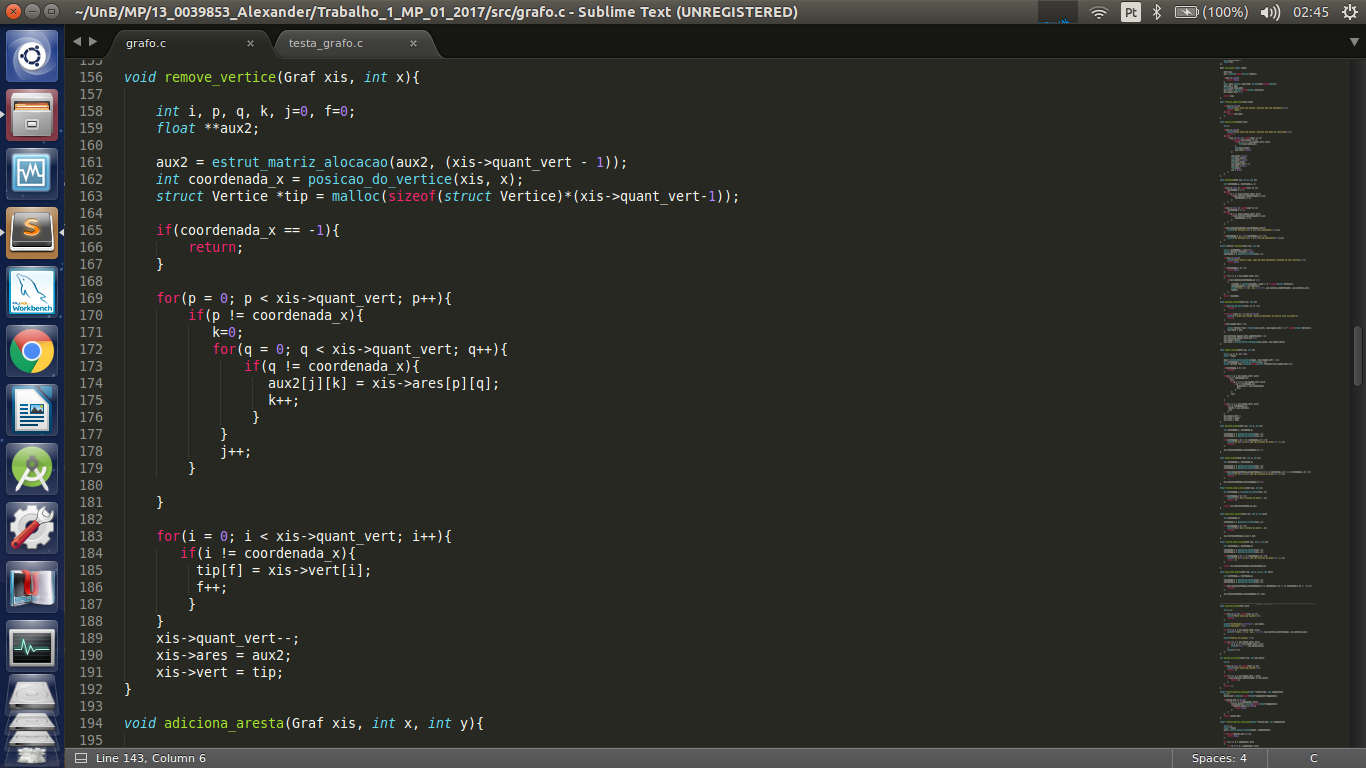 ~/UnB/MP/13_0039853_Alexander/Trabalho_1_MP_01_2017/src/grafo.c - Sublime Text (UNREGISTERED)
Pt (100%) 02:45
grafo.c × testa_grafo.c ×
155
156 void remove_vertice(Graf xis, int x){
157
158 int i, p, q, k, j=0, f=0;
159 float **aux2;
160
161 aux2 = estrut_matriz_alocacao(aux2, (xis->quant_vert - 1));
162 int coordenada_x = posicao_do_vertice(xis, x);
163 struct Vertice *tip = malloc(sizeof(struct Vertice)*(xis->quant_vert-1));
164
165 if(coordenada_x == -1){
166 return;
167 }
168
169 for(p = 0; p < xis->quant_vert; p++){
170 if(p != coordenada_x){
171 k=0;
172 for(q = 0; q < xis->quant_vert; q++){
173 if(q != coordenada_x){
174 aux2[j][k] = xis->ares[p][q];
175 k++;
176 }
177 }
178 j++;
179 }
180
181 }
182
183 for(i = 0; i < xis->quant_vert; i++){
184 if(i != coordenada_x){
185 tip[f] = xis->vert[i];
186 f++;
187 }
188 }
189 xis->quant_vert--;
190 xis->ares = aux2;
191 xis->vert = tip;
192 }
193
194 void adiciona_aresta(Graf xis, int x, int y){
195
Line 143, Column 6
Spaces: 4 C
S
MySQL
Workbench